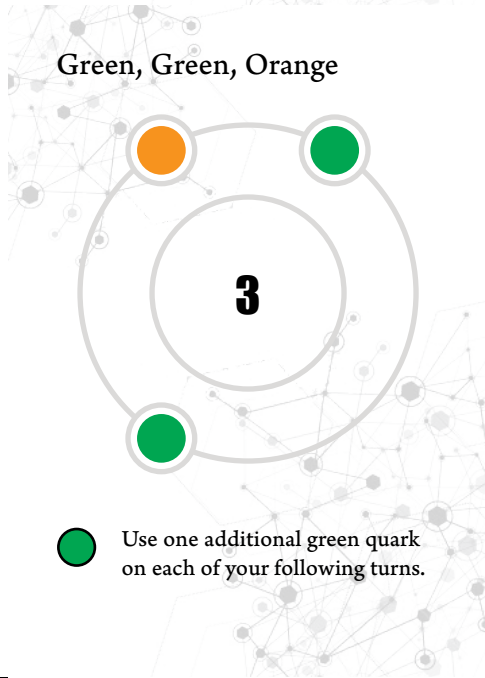 Green, Green, Orange
3
Use one additional green quark
on each of your following turns.